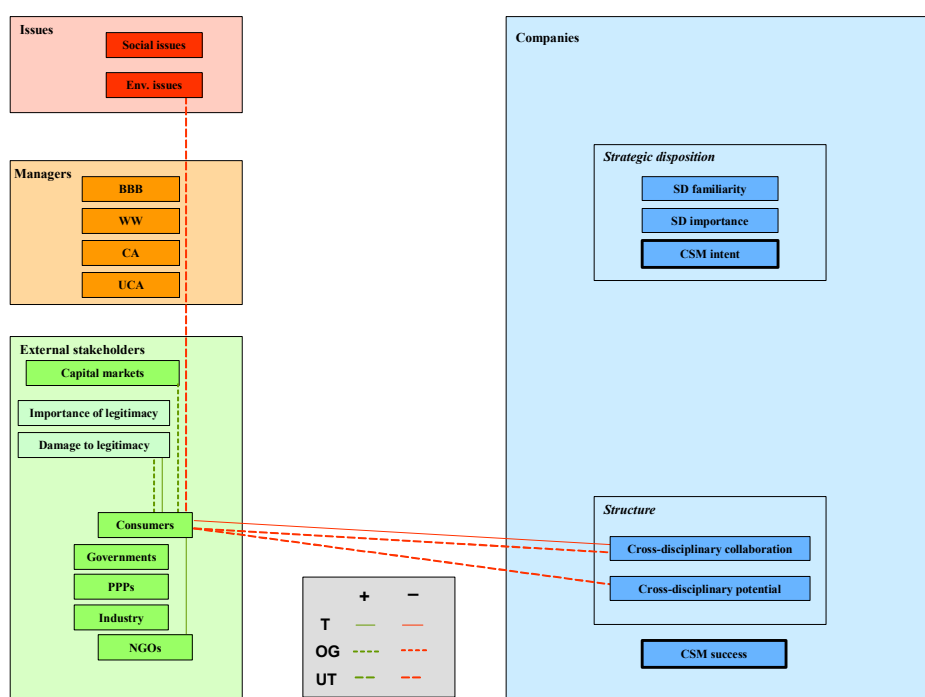 Issues
Social issues
Env. issues
Managers
BBB
WW
CA
UCA
External stakeholders
Capital markets
Importance of legitimacy
Damage to legitimacy
Consumers
Governments
PPPs
Industry
NGOs
Companies
Strategic disposition
SD familiarity
SD importance
CSM intent
Structure
Cross-disciplinary collaboration
Cross-disciplinary potential
CSM success
+ −
T
OG
UT